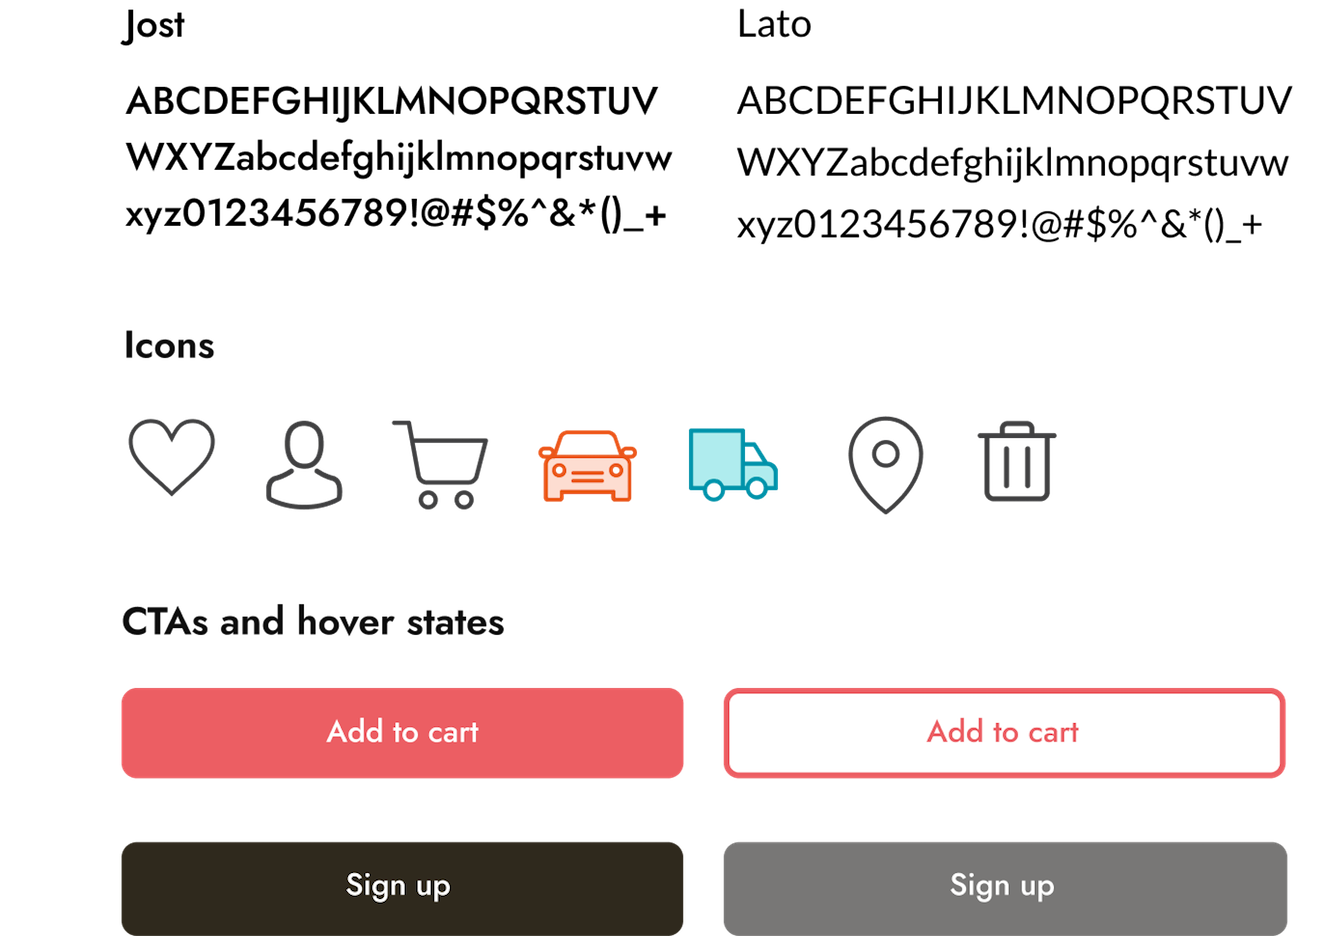 Jost
ABCDEFGHIJKLMNOPQRSTUV
WXYZabcdefghijklmnopqrstuvw
xyz0123456789!@#$%^&*()_+
Lato
ABCDEFGHIJKLMNOPQRSTUV
WXYZabcdefghijklmnopqrstuvw
xyz0123456789!@#$%^&*()_+
Icons
CTAs and hover states
Add to cart
Add to cart
Sign up
Sign up